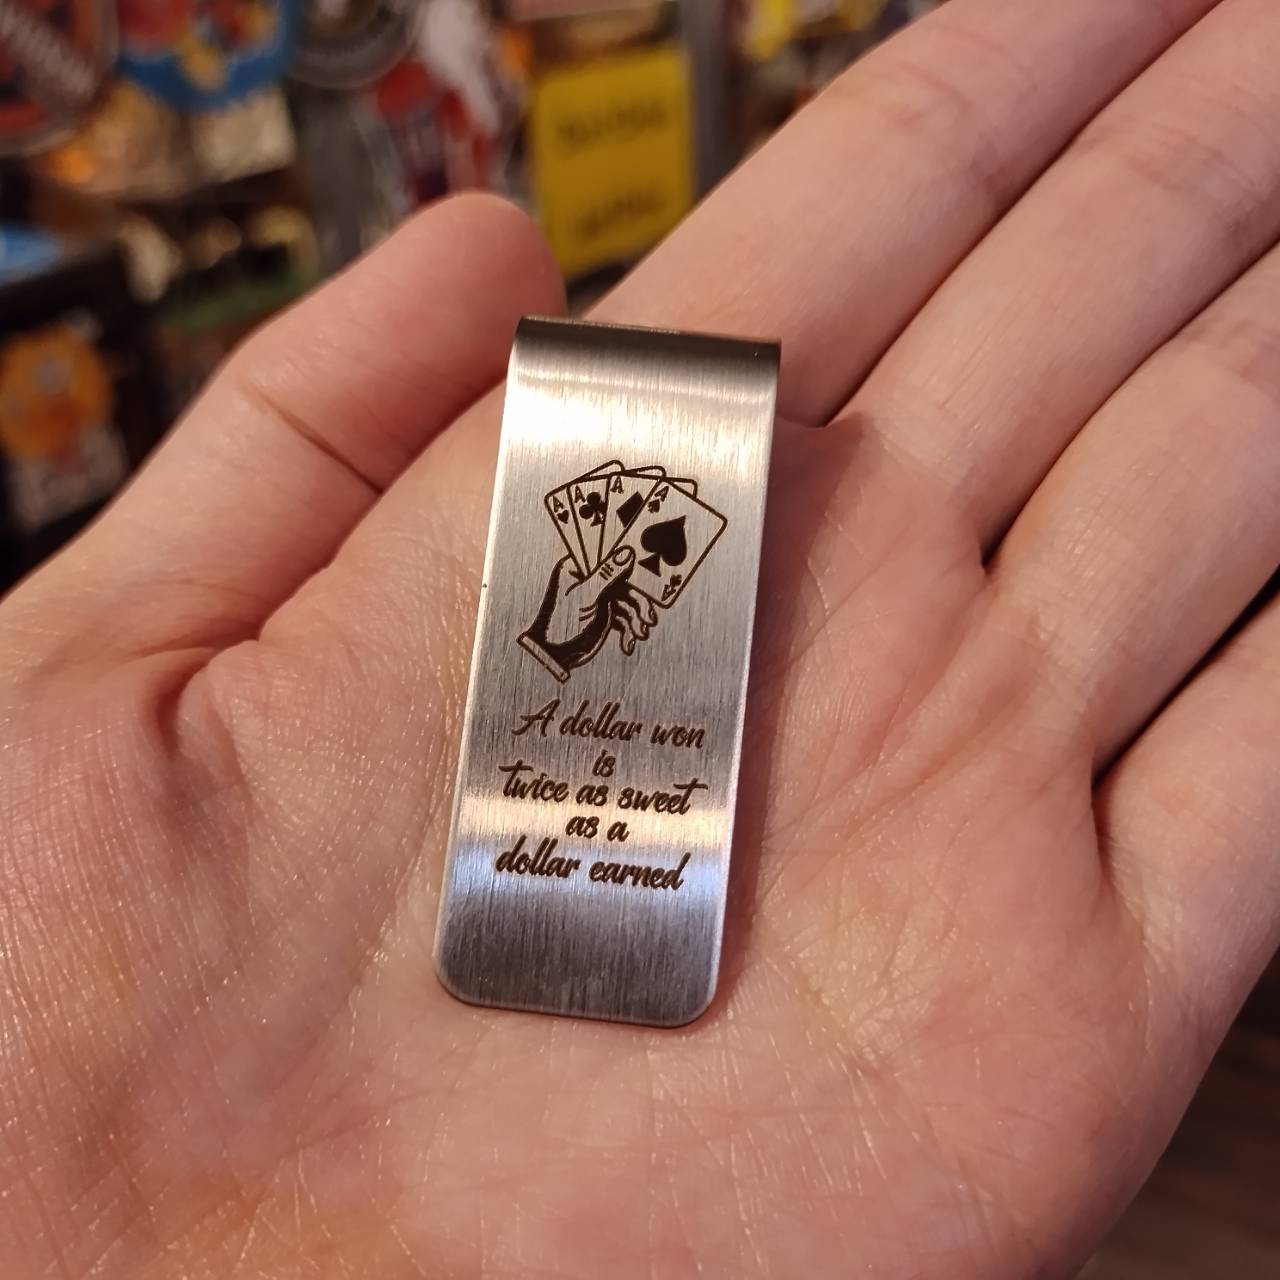 A A A A
A dollar won
is
twice as sweet
as a
dollar earned